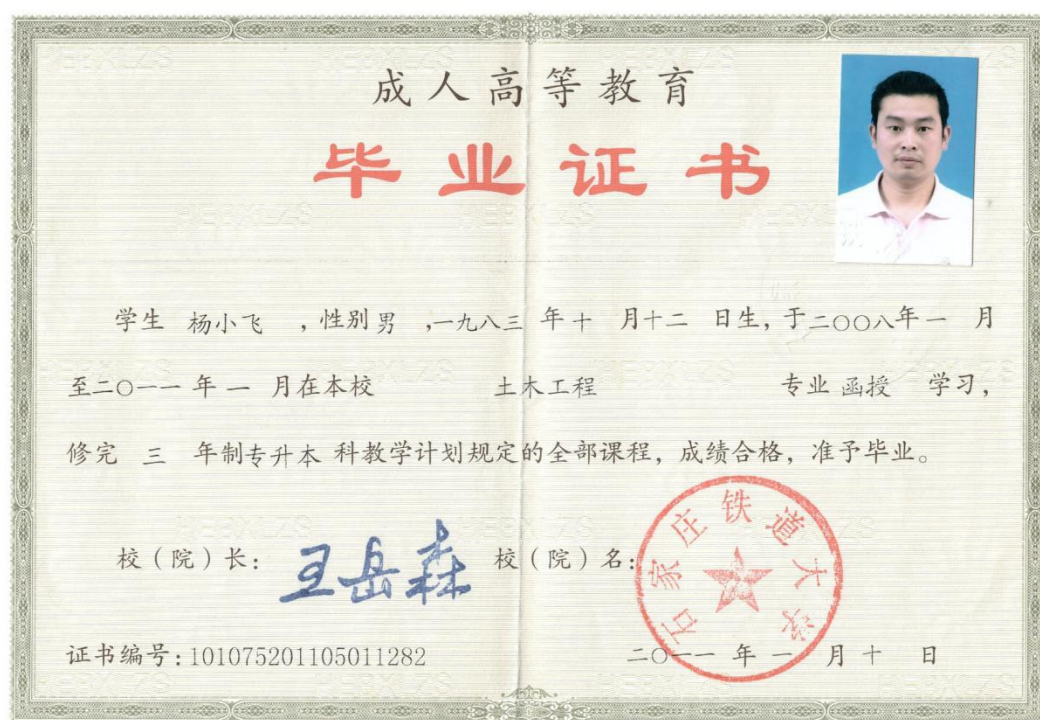 成人高等教育
毕业证书
学生 杨小飞 ，性别 男 ，一九八三 年 十 月十二 日生，于二〇〇八年 一 月
至二〇一一 年 一 月在本校 土木工程 专业 函授 学习，
修完 三 年制专升本 科教学计划规定的全部课程，成绩合格，准予毕业。
校（院）长： 王岳森 校（院）名：
石家庄铁道大学
证书编号：101075201105011282 二〇一一 年 一 月 十 日
HEBXLZS HEBXLZS